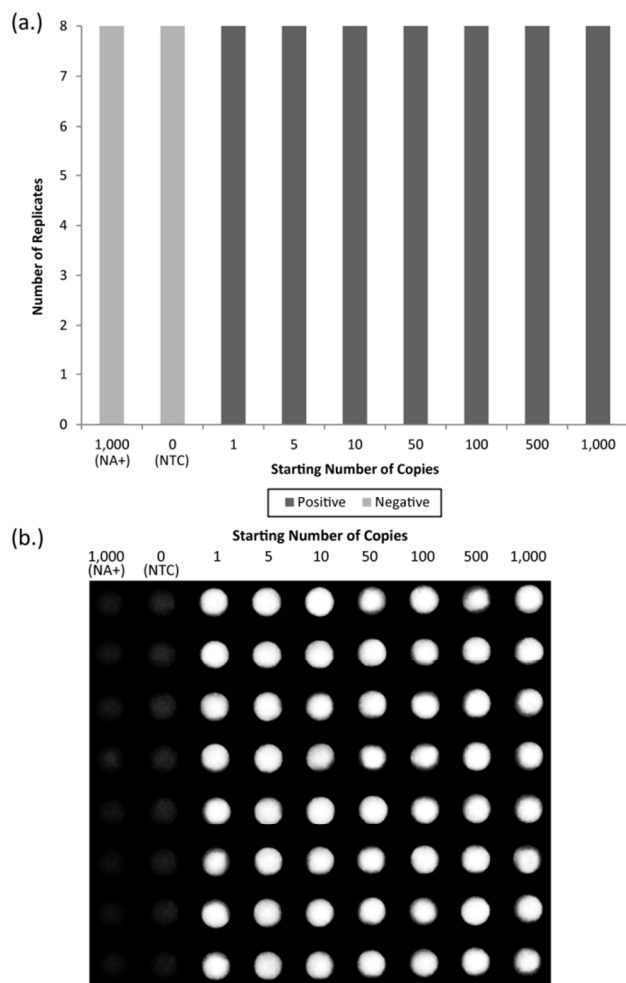 (a.)
8
7
6
5
4
3
2
1
0
Number of Replicates
1,000 0 1 5 10 50 100 500 1,000
(NA+) (NTC)
Starting Number of Copies
Positive Negative
(b.)
Starting Number of Copies
1,000 0 1 5 10 50 100 500 1,000
(NA+) (NTC)